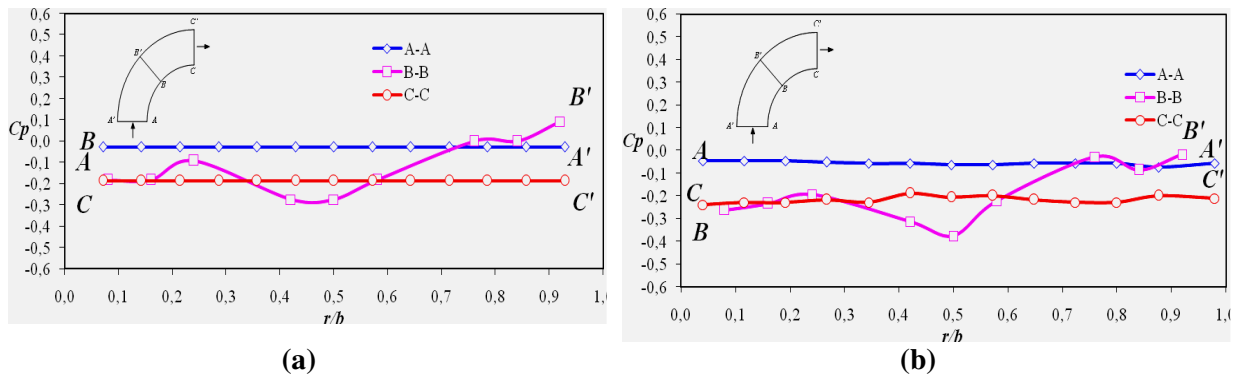 0,6
0,5
0,4
0,3
0,2
0,1
0,0
-0,1
-0,2
-0,3
-0,4
-0,5
-0,6
Cp
C'
B'
B
C
A'
A
A-A
B-B
C-C
B
A
C
B'
A'
C'
0,0 0,1 0,2 0,3 0,4 0,5 0,6 0,7 0,8 0,9 1,
r/b
(a)
0,6
0,5
0,4
0,3
0,2
0,1
0,0
-0,1
-0,2
-0,3
-0,4
-0,5
-0,6
Cp
C'
B'
B
C
A'
A
A-A
B-B
C-C
A
C
B
B'
A'
C'
0,0 0,1 0,2 0,3 0,4 0,5 0,6 0,7 0,8 0,9 1,0
r/b
(b)